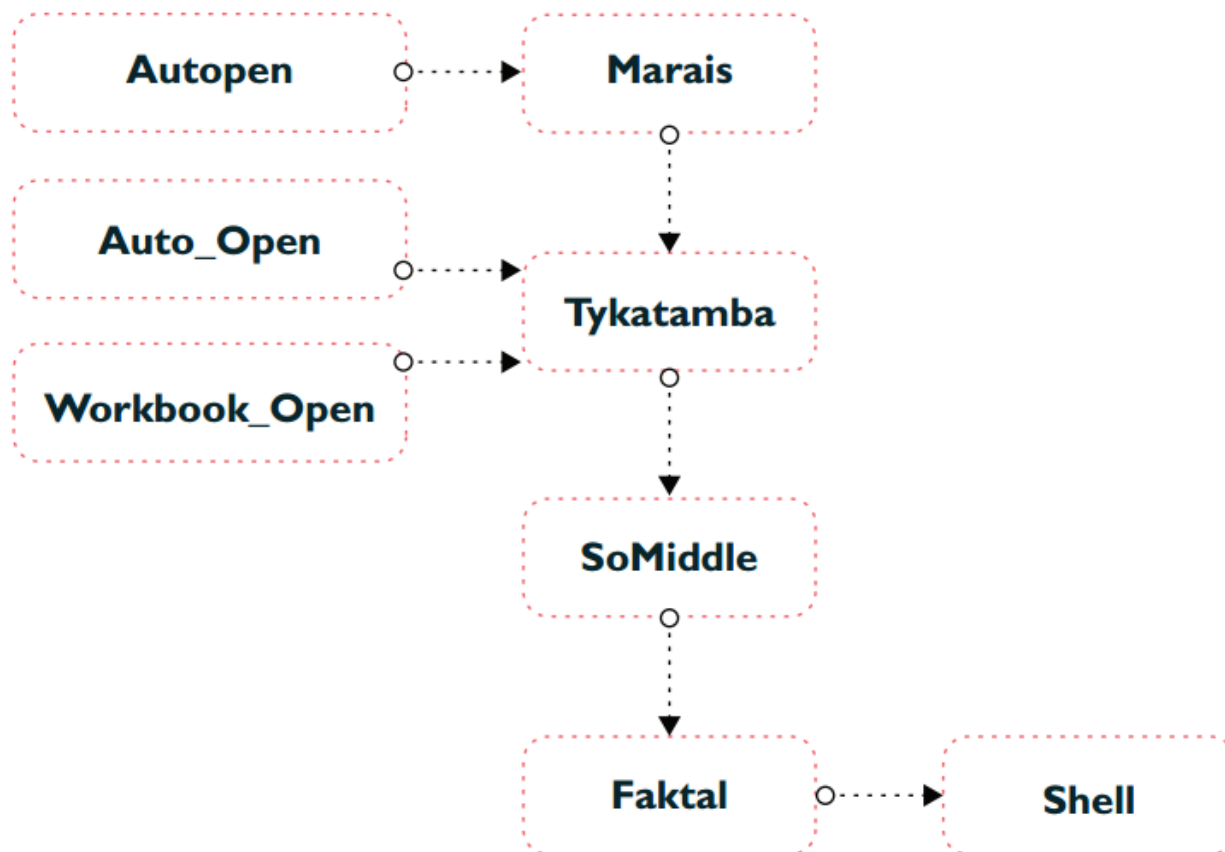 Autopen
Marais
Auto_Open
Tykatamba
Workbook_Open
SoMiddle
Faktal
Shell